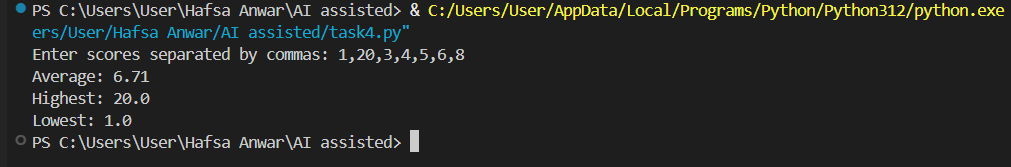 PS C:\Users\User\Hafsa Anwar\AI assisted> & C:/Users/User/AppData/Local/Programs/Python/Python312/python.exe
ers/User/Hafsa Anwar/AI assisted/task4.py"
Enter scores separated by commas: 1,20,3,4,5,6,8
Average: 6.71
Highest: 20.0
Lowest: 1.0
PS C:\Users\User\Hafsa Anwar\AI assisted>